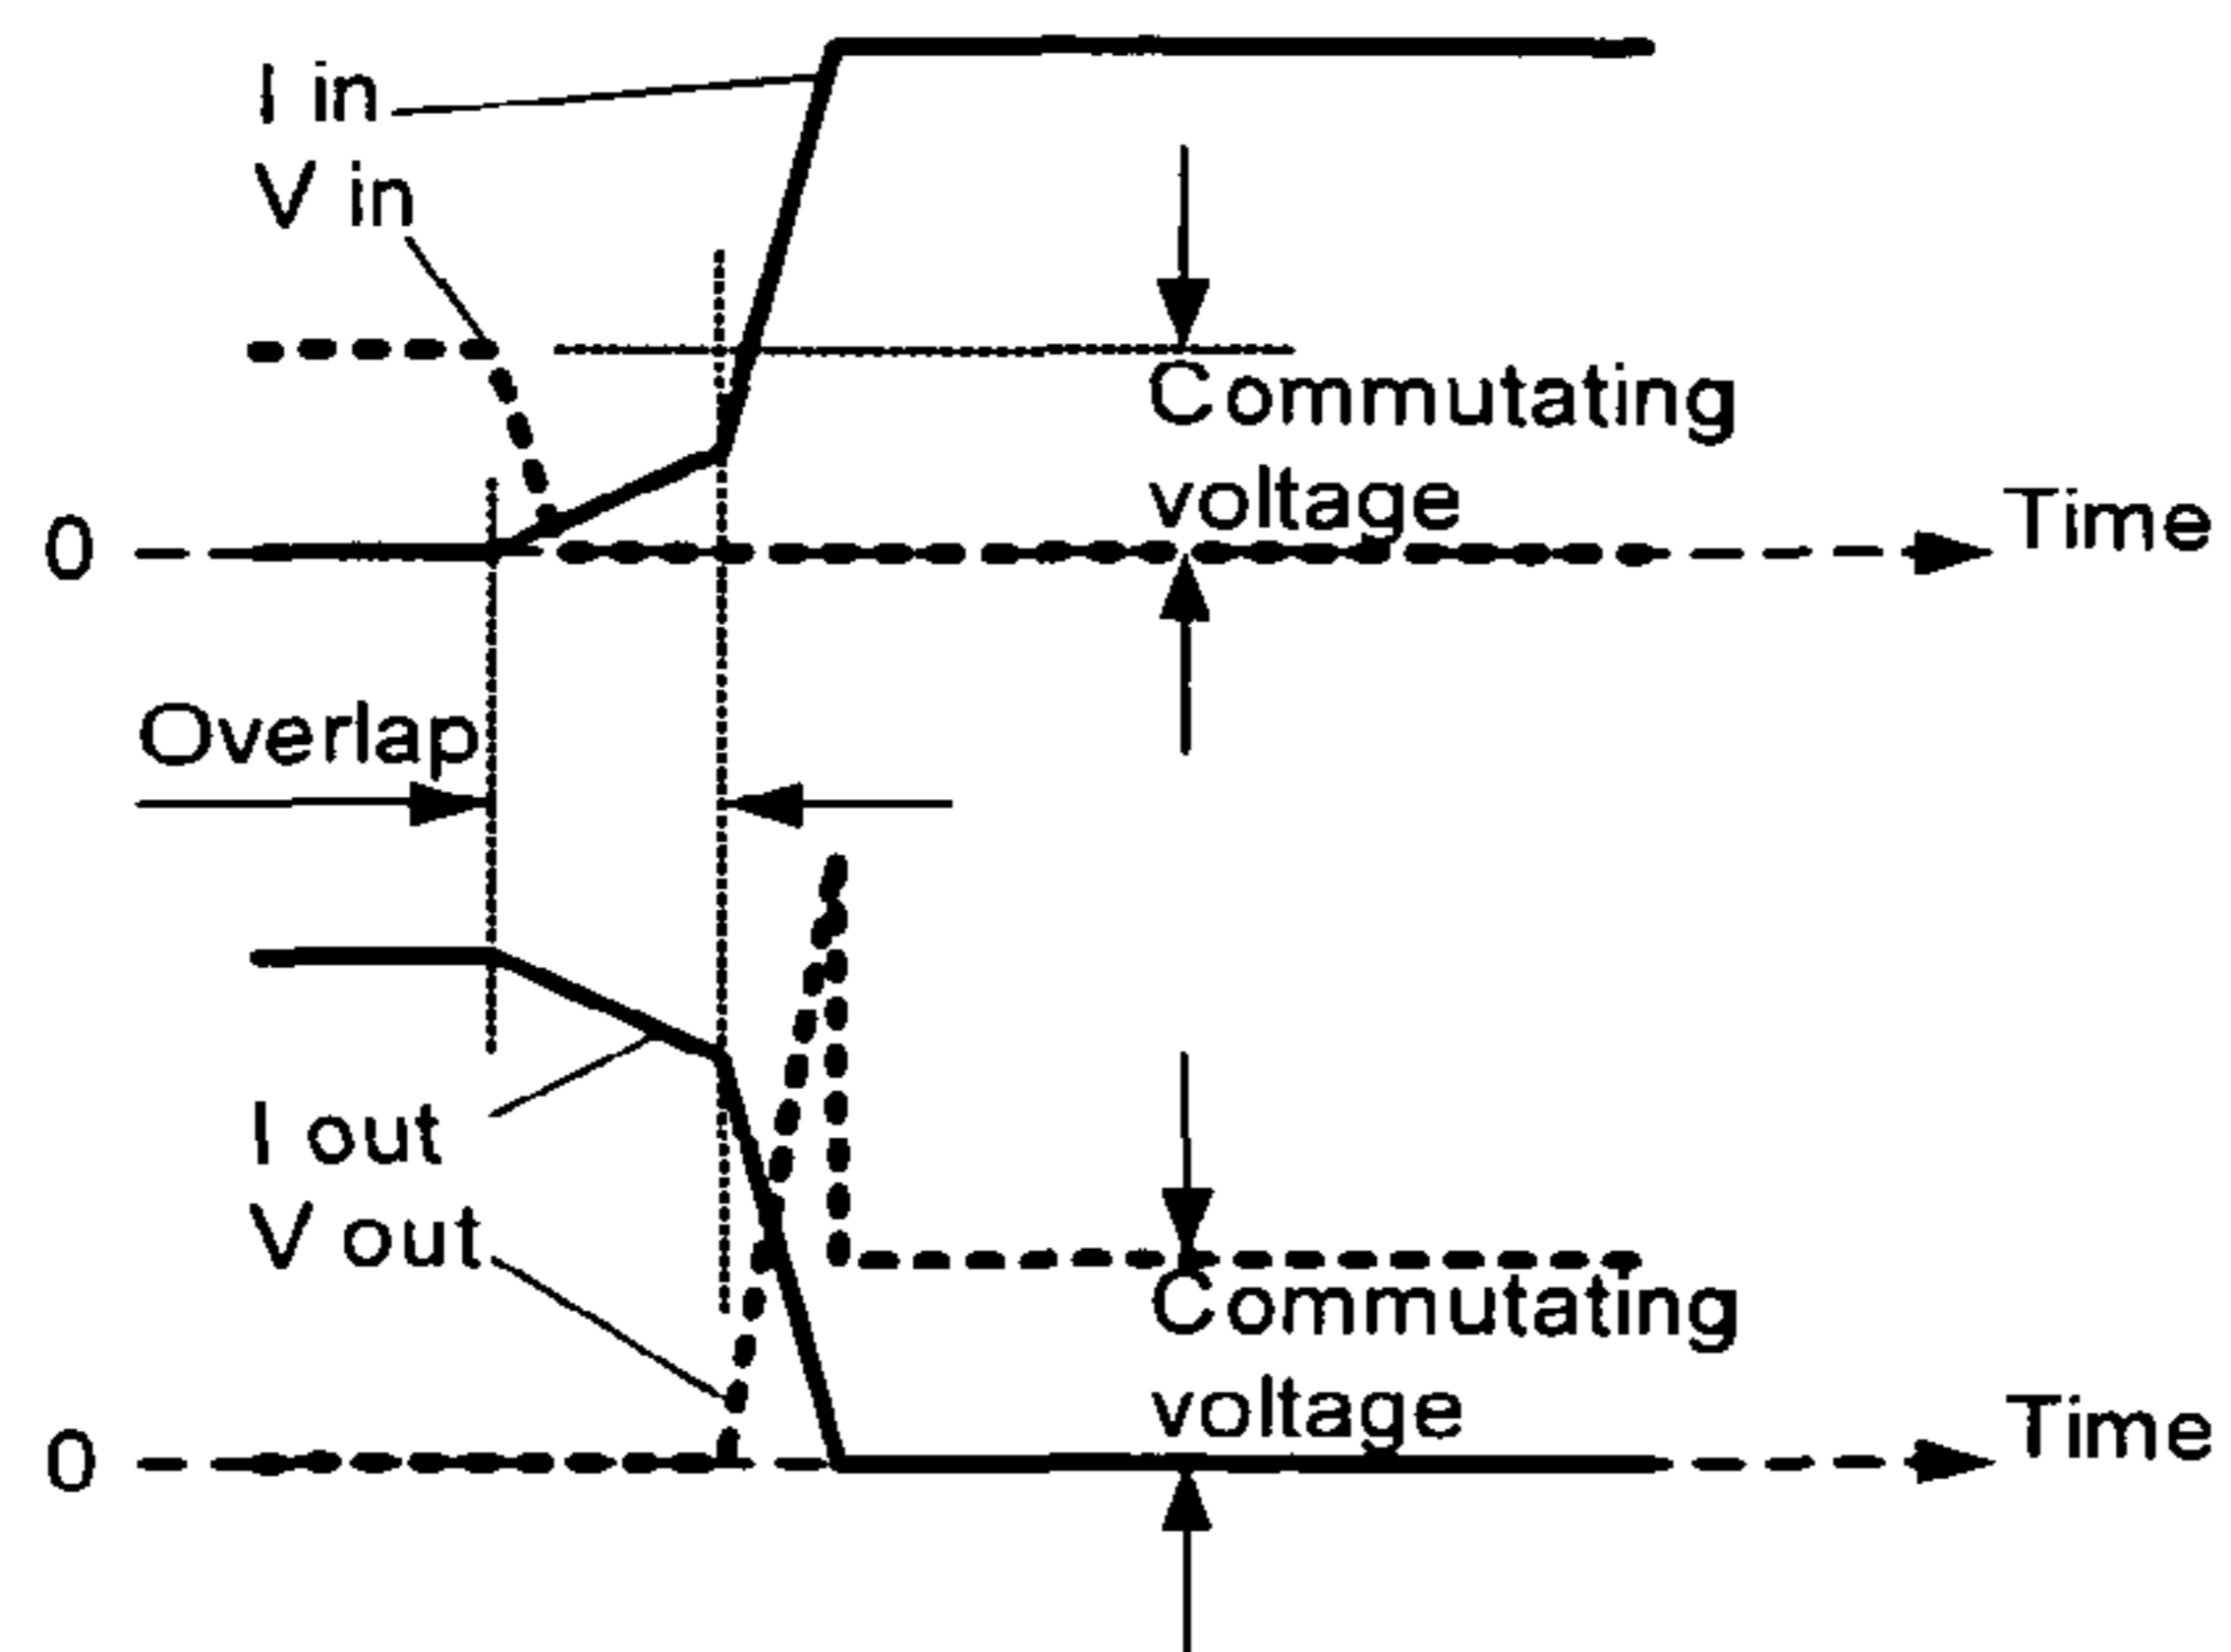 I in
V in
Commutating
voltage
0
Time
Overlap
I out
V out
Commutating
voltage
0
Time